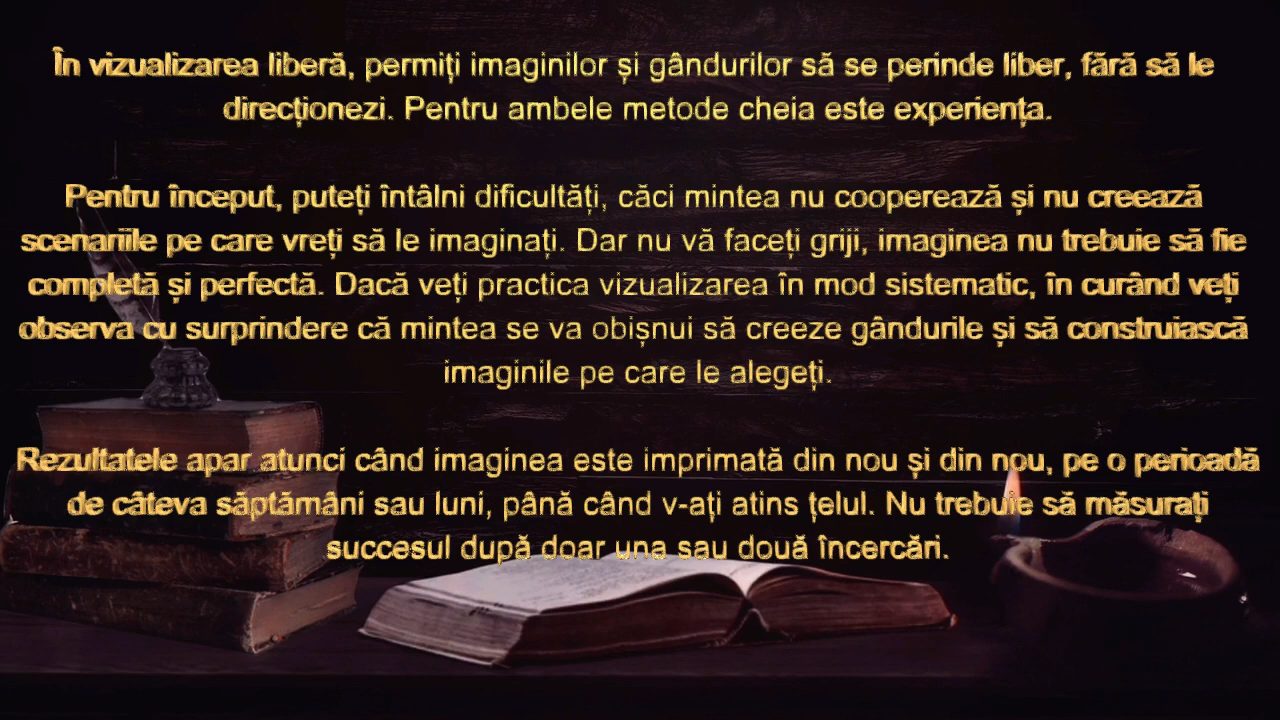 În vizualizarea liberă, permiți imaginilor și gândurilor să se perinde liber, fără să le
direcționezi. Pentru ambele metode cheia este experiența.
Pentru început, puteți întâlni dificultăți, căci mintea nu cooperează și nu creează
scenariile pe care vreți să le imaginați. Dar nu vă faceți griji, imaginea nu trebuie să fie
completă și perfectă. Dacă veți practica vizualizarea în mod sistematic, în curând veți
observa cu surprindere că mintea se va obișnui să creeze gândurile și să construiască
imaginile pe care le alegeți.
Rezultatele apar atunci când imaginea este imprimată din nou și din nou, pe o perioadă
de câteva săptămâni sau luni, până când v-ați atins țelul. Nu trebuie să măsurați
succesul după doar una sau două încercări.